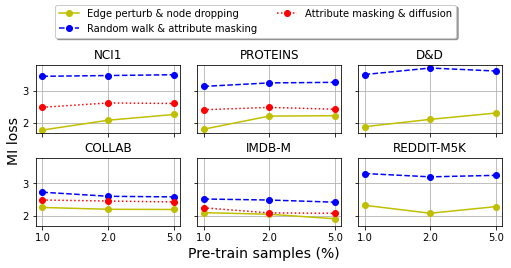 Edge perturb & node dropping
Random walk & attribute masking
Attribute masking & diffusion
NCI1 PROTEINS D&D
3
2
COLLAB IMDB-M REDDIT-M5K
3
2
1.0 2.0 5.0 1.0 2.0 5.0 1.0 2.0 5.0
MI loss
Pre-train samples (%)